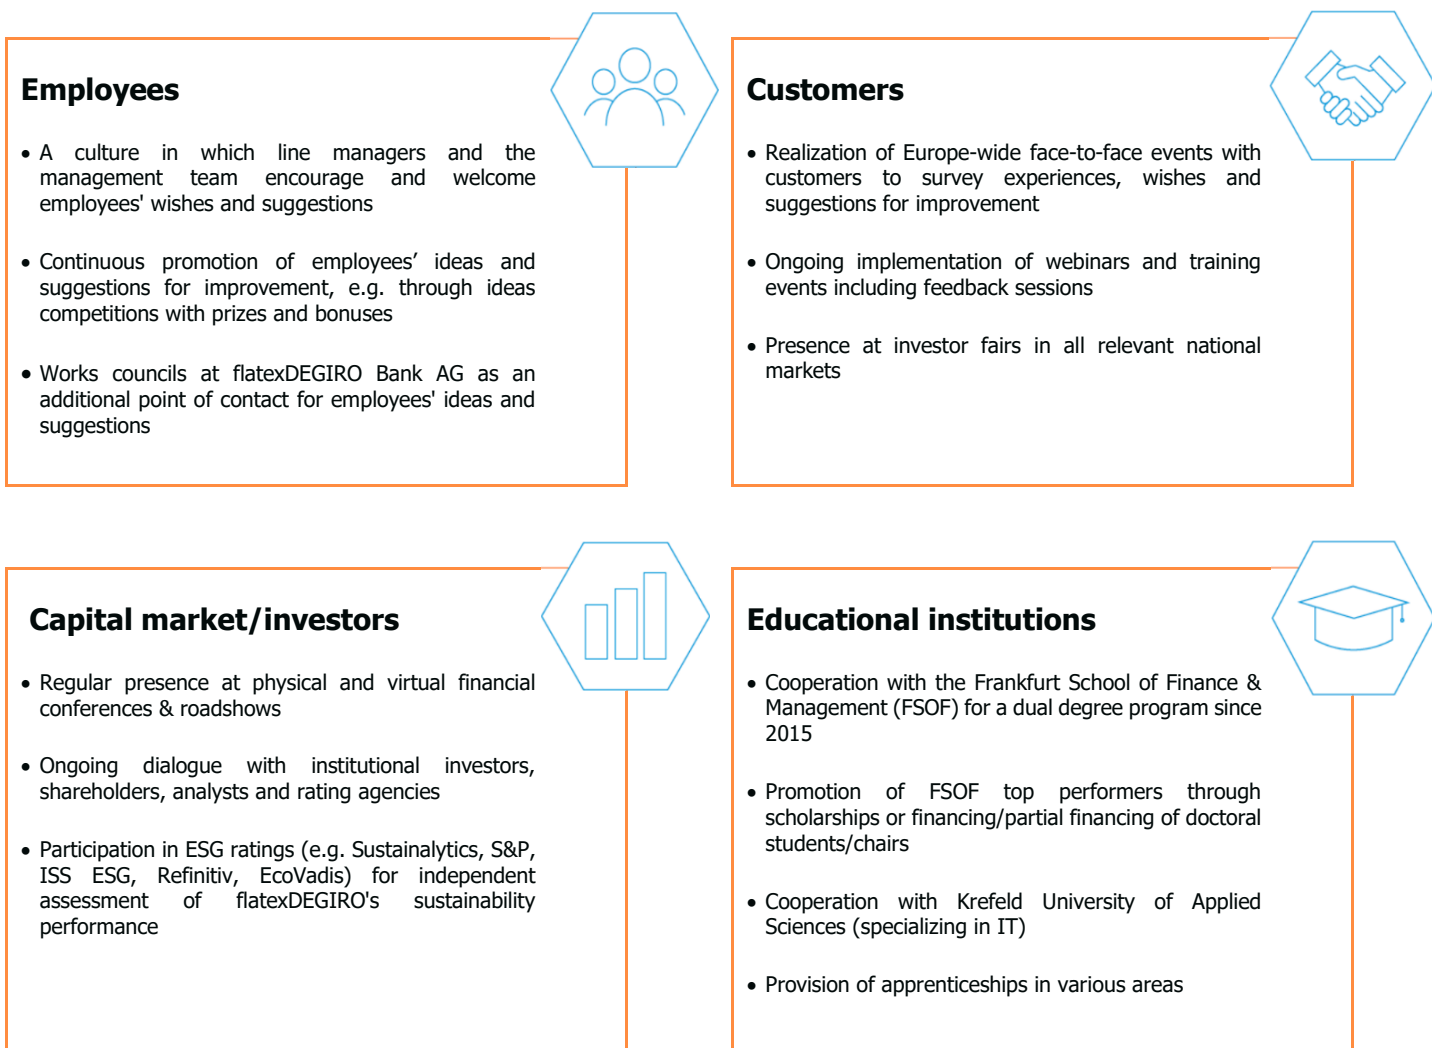 Employees
• A culture in which line managers and the
management team encourage and welcome
employees' wishes and suggestions
• Continuous promotion of employees’ ideas and
suggestions for improvement, e.g. through ideas
competitions with prizes and bonuses
• Works councils at flatexDEGIRO Bank AG as an
additional point of contact for employees' ideas and
suggestions
Customers
• Realization of Europe-wide face-to-face events with
customers to survey experiences, wishes and
suggestions for improvement
• Ongoing implementation of webinars and training
events including feedback sessions
• Presence at investor fairs in all relevant national
markets
Capital market/investors
• Regular presence at physical and virtual financial
conferences & roadshows
• Ongoing dialogue with institutional investors,
shareholders, analysts and rating agencies
• Participation in ESG ratings (e.g. Sustainalytics, S&P,
ISS ESG, Refinitiv, EcoVadis) for independent
assessment of flatexDEGIRO's sustainability
performance
Educational institutions
• Cooperation with the Frankfurt School of Finance &
Management (FSOF) for a dual degree program since
2015
• Promotion of FSOF top performers through
scholarships or financing/partial financing of doctoral
students/chairs
• Cooperation with Krefeld University of Applied
Sciences (specializing in IT)
• Provision of apprenticeships in various areas